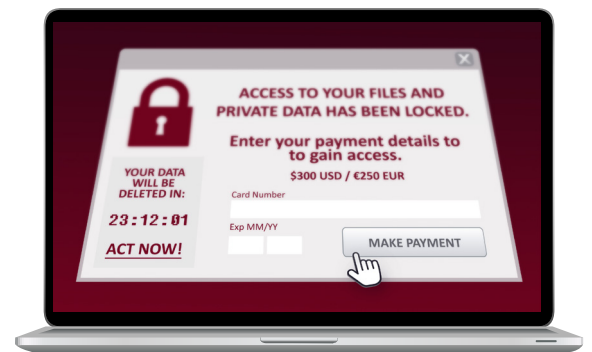 X
ACCESS TO YOUR FILES AND
PRIVATE DATA HAS BEEN LOCKED.
Enter your payment details to
to gain access.
$300 USD / €250 EUR
YOUR DATA
WILL BE
DELETED IN:
23:12:01
ACT NOW!
Card Number
Exp MM/YY
MAKE PAYMENT